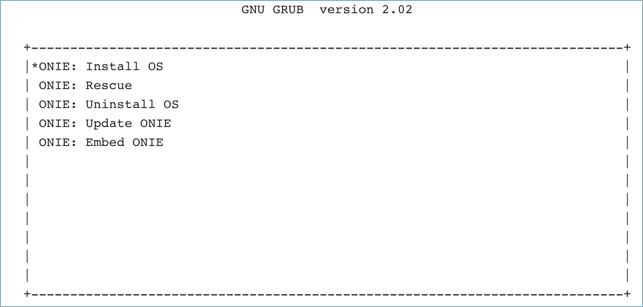 GNU GRUB version 2.02
*ONIE: Install OS
ONIE: Rescue
ONIE: Uninstall OS
ONIE: Update ONIE
ONIE: Embed ONIE